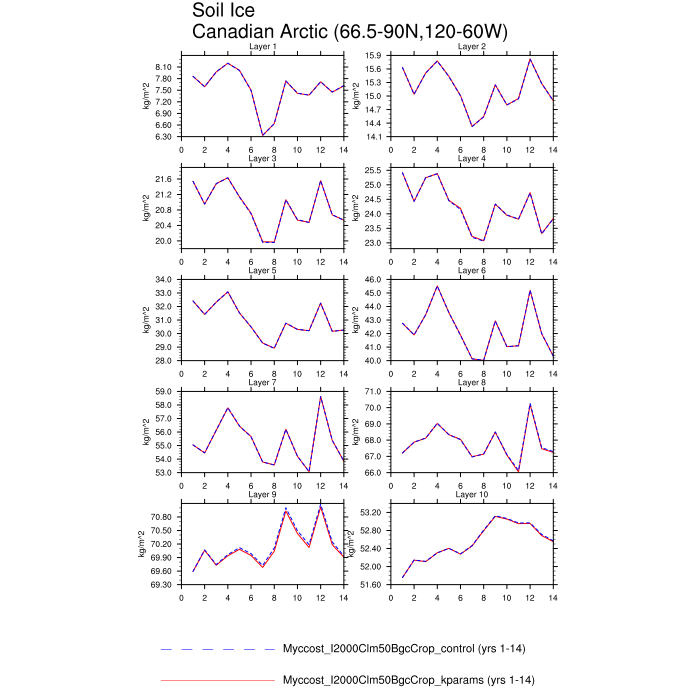 Soil Ice
Canadian Arctic (66.5-90N,120-60W)
Layer 1
Layer 2
8.10
7.80
7.50
7.20
6.90
6.60
6.30
kg/m^2
0 2 4 6 8 10 12 14
15.9
15.6
15.3
15.0
14.7
14.4
14.1
kg/m^2
0 2 4 6 8 10 12 14
Layer 3
Layer 4
21.6
21.2
20.8
20.4
20.0
kg/m^2
0 2 4 6 8 10 12 14
25.5
25.0
24.5
24.0
23.5
23.0
kg/m^2
0 2 4 6 8 10 12 14
Layer 5
Layer 6
34.0
33.0
32.0
31.0
30.0
29.0
28.0
kg/m^2
0 2 4 6 8 10 12 14
46.0
45.0
44.0
43.0
42.0
41.0
40.0
kg/m^2
0 2 4 6 8 10 12 14
Layer 7
Layer 8
59.0
58.0
57.0
56.0
55.0
54.0
53.0
kg/m^2
0 2 4 6 8 10 12 14
71.0
70.0
69.0
68.0
67.0
66.0
kg/m^2
0 2 4 6 8 10 12 14
Layer 9
Layer 10
70.80
70.50
70.20
69.90
69.60
69.30
kg/m^2
0 2 4 6 8 10 12 14
53.20
52.80
52.40
52.00
51.60
kg/m^2
0 2 4 6 8 10 12 14
Myccost_I2000Clm50BgcCrop_control (yrs 1-14)
Myccost_I2000Clm50BgcCrop_kparams (yrs 1-14)